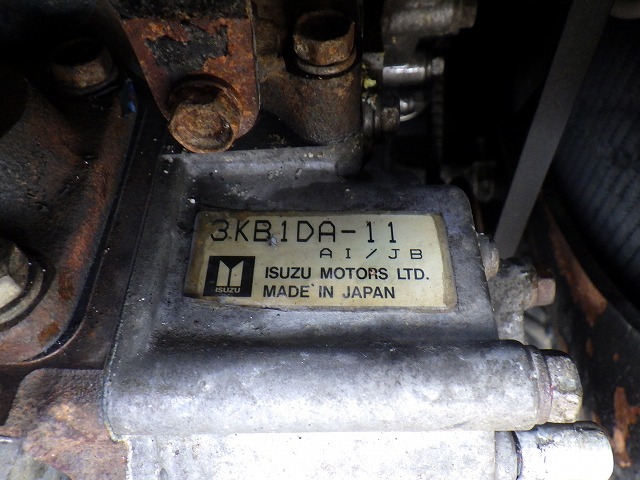 3KB1DA-11
AI/JB
ISUZU MOTORS LTD.
ISUZU
MADE IN JAPAN